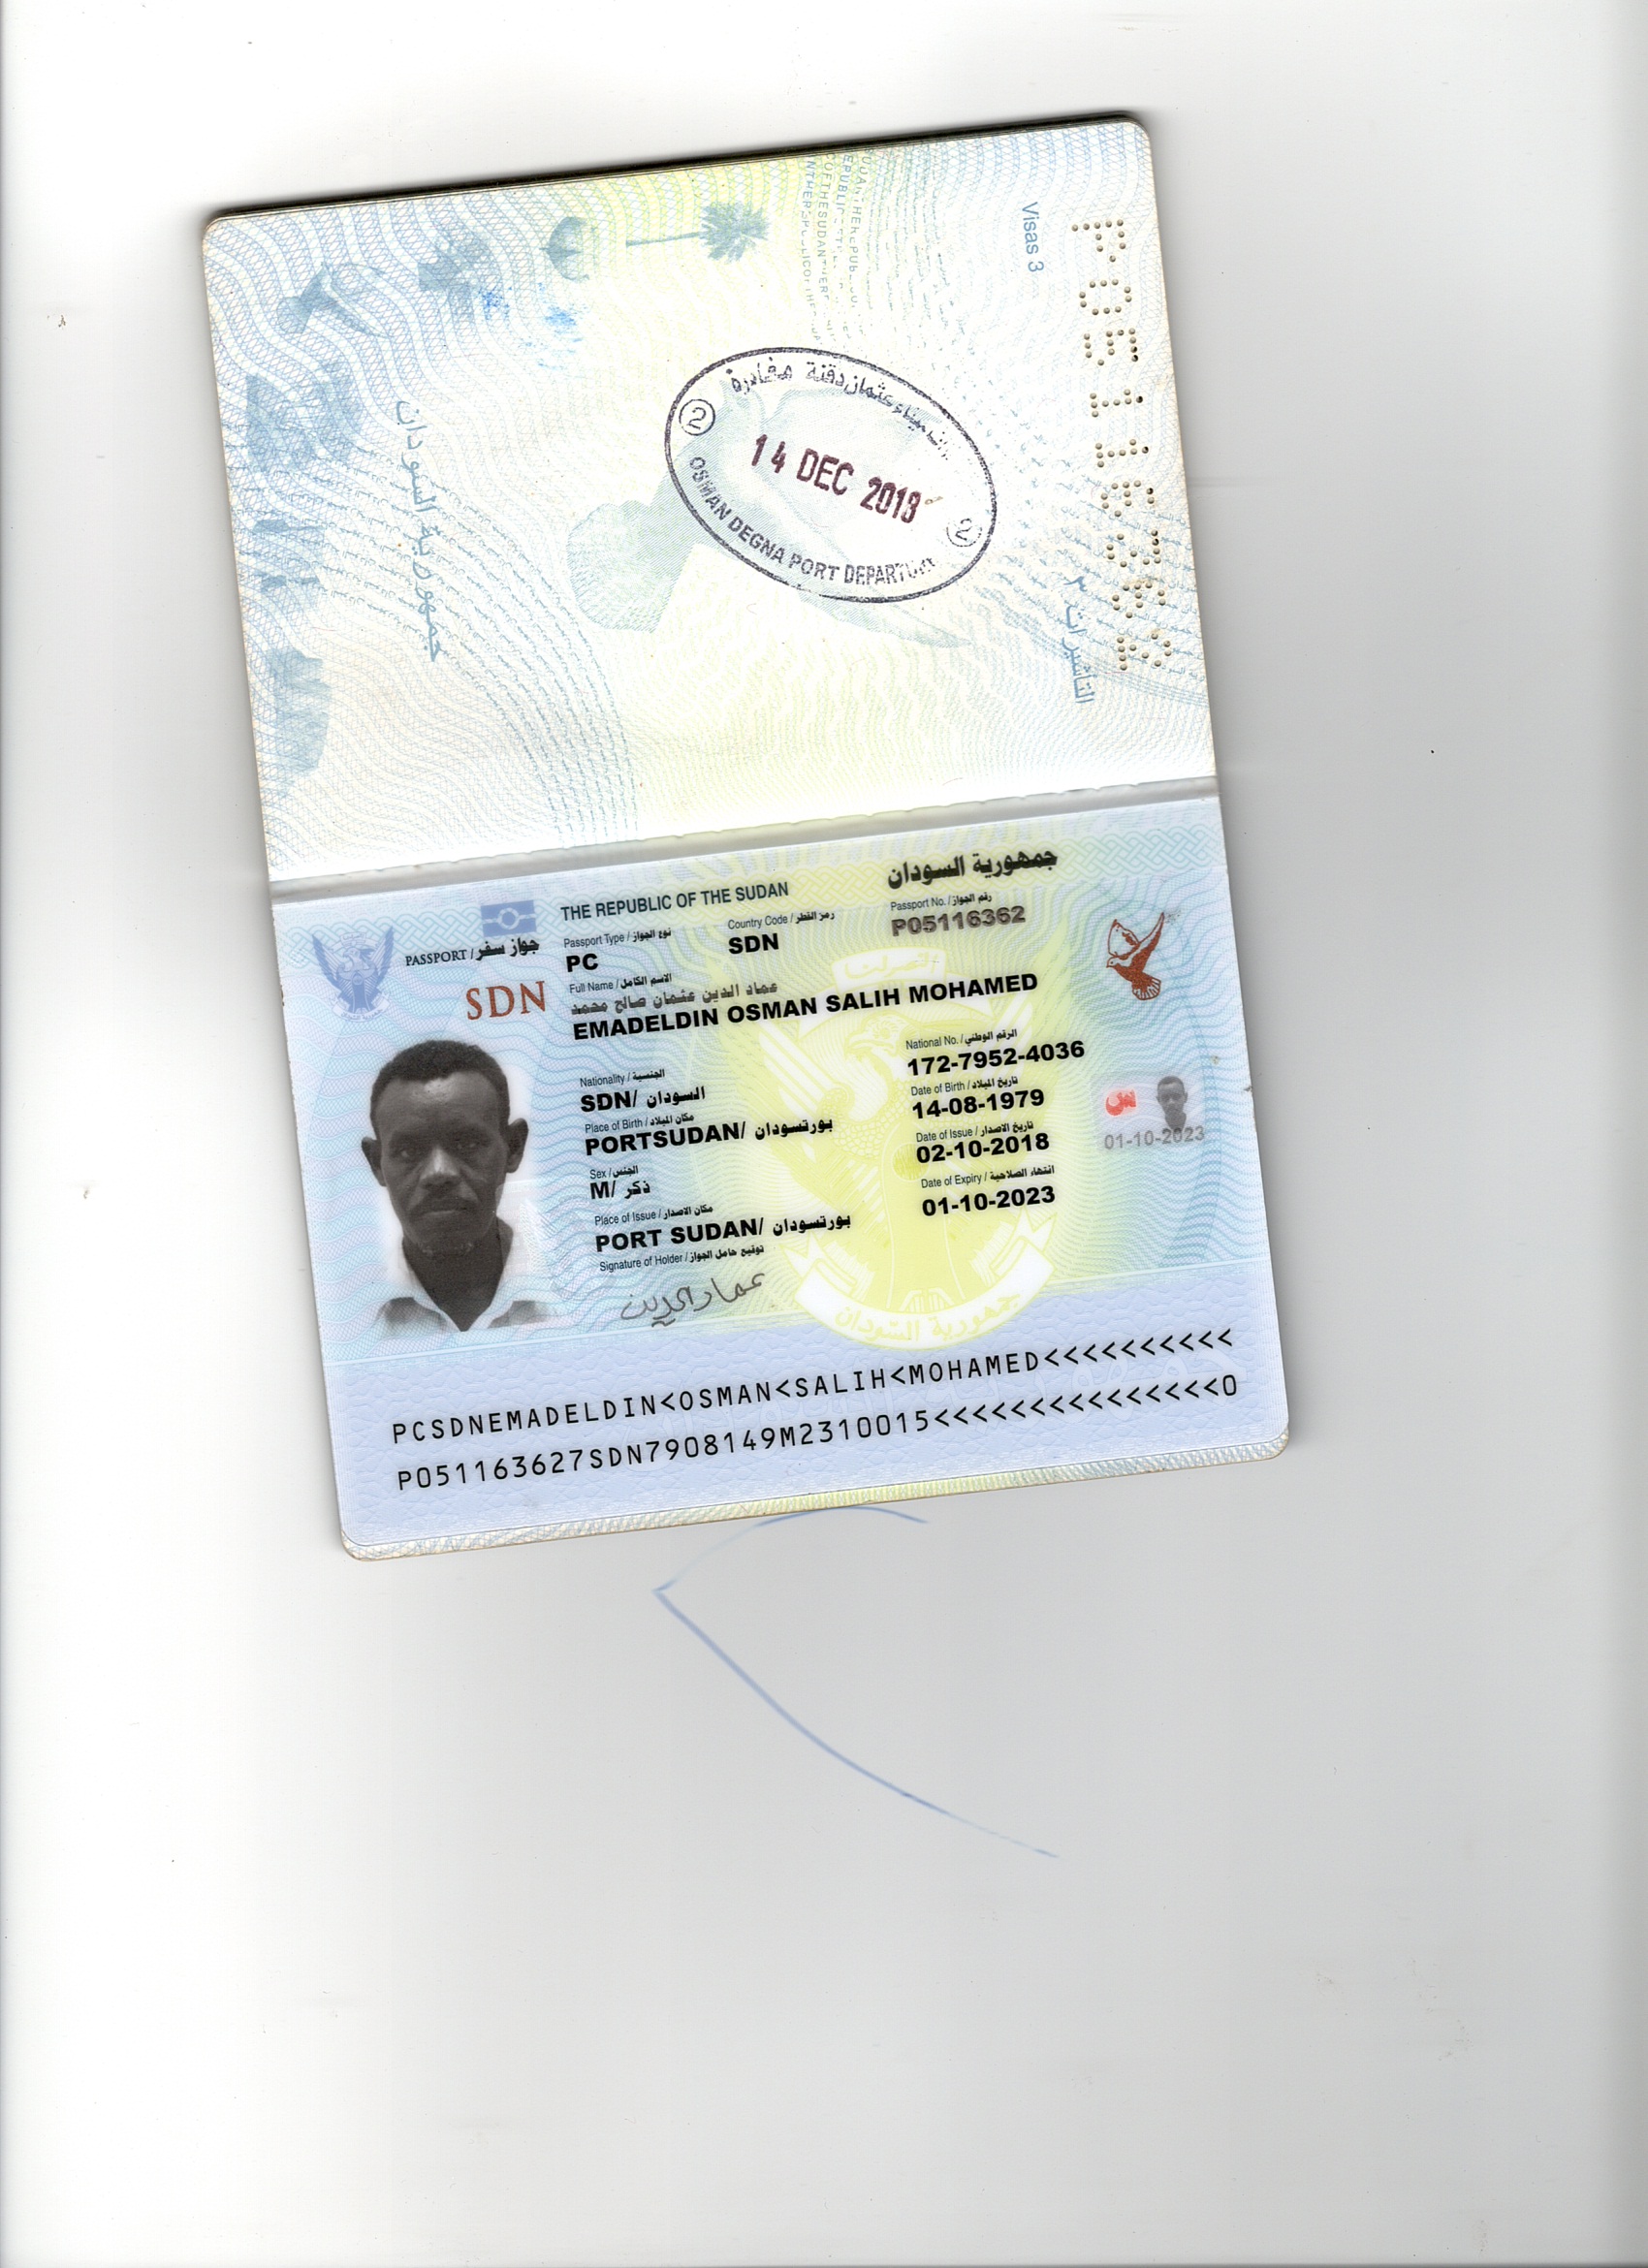 Visas 3
التأشيرات ٣
P05116362
جمهورية السودان
مغادرة
عثمان دقنة
ميناء
2
14 DEC 2018
2
OSMAN DEGNA PORT DEPARTURE
جمهورية السودان
THE REPUBLIC OF THE SUDAN
PASSPORT / جواز سفر
SDN
Passport Type / نوع الجواز
PC
Country Code / رمز القطر
SDN
Passport No. / رقم الجواز
P05116362
Full Name / الاسم الكامل
عماد الدين عثمان صالح محمد
EMADELDIN OSMAN SALIH MOHAMED
National No. / الرقم الوطني
172-7952-4036
Nationality / الجنسية
SDN/ السودان
Date of Birth / تاريخ الميلاد
14-08-1979
Place of Birth / مكان الميلاد
PORTSUDAN/ بورتسودان
Date of Issue / تاريخ الاصدار
02-10-2018
Sex / الجنس
M/ ذكر
Date of Expiry / انتهاء الصلاحية
01-10-2023
Place of Issue / مكان الاصدار
PORT SUDAN/ بورتسودان
Signature of Holder / توقيع حامل الجواز
عمادالدين
س
01-10-2023
النصر لنا
جمهورية السودان
PCSDNEMADELDIN<OSMAN<SALIH<MOHAMED<<<<<<<<<<
P051163627SDN7908149M2310015<<<<<<<<<<<<<<<0